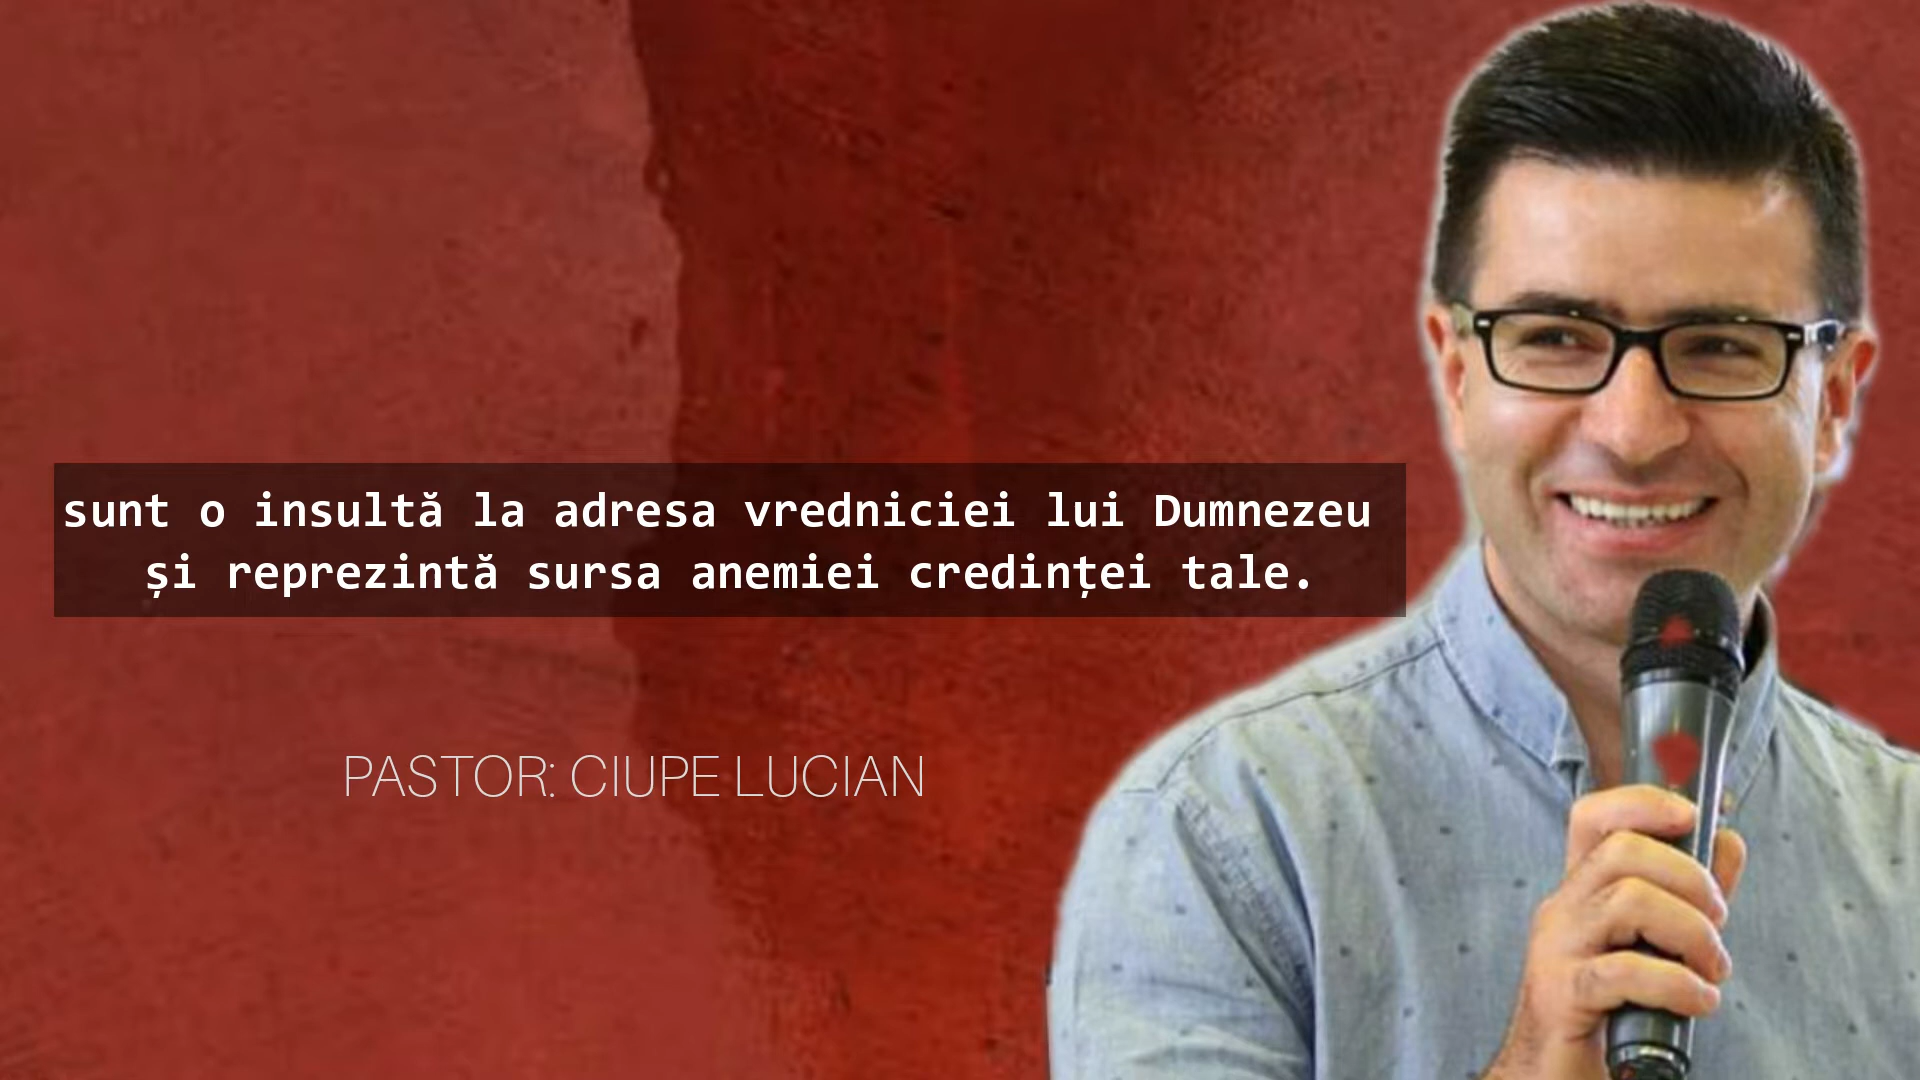 sunt o insultă la adresa vredniciei lui Dumnezeu
și reprezintă sursa anemiei credinței tale.
PASTOR: CIUPE LUCIAN